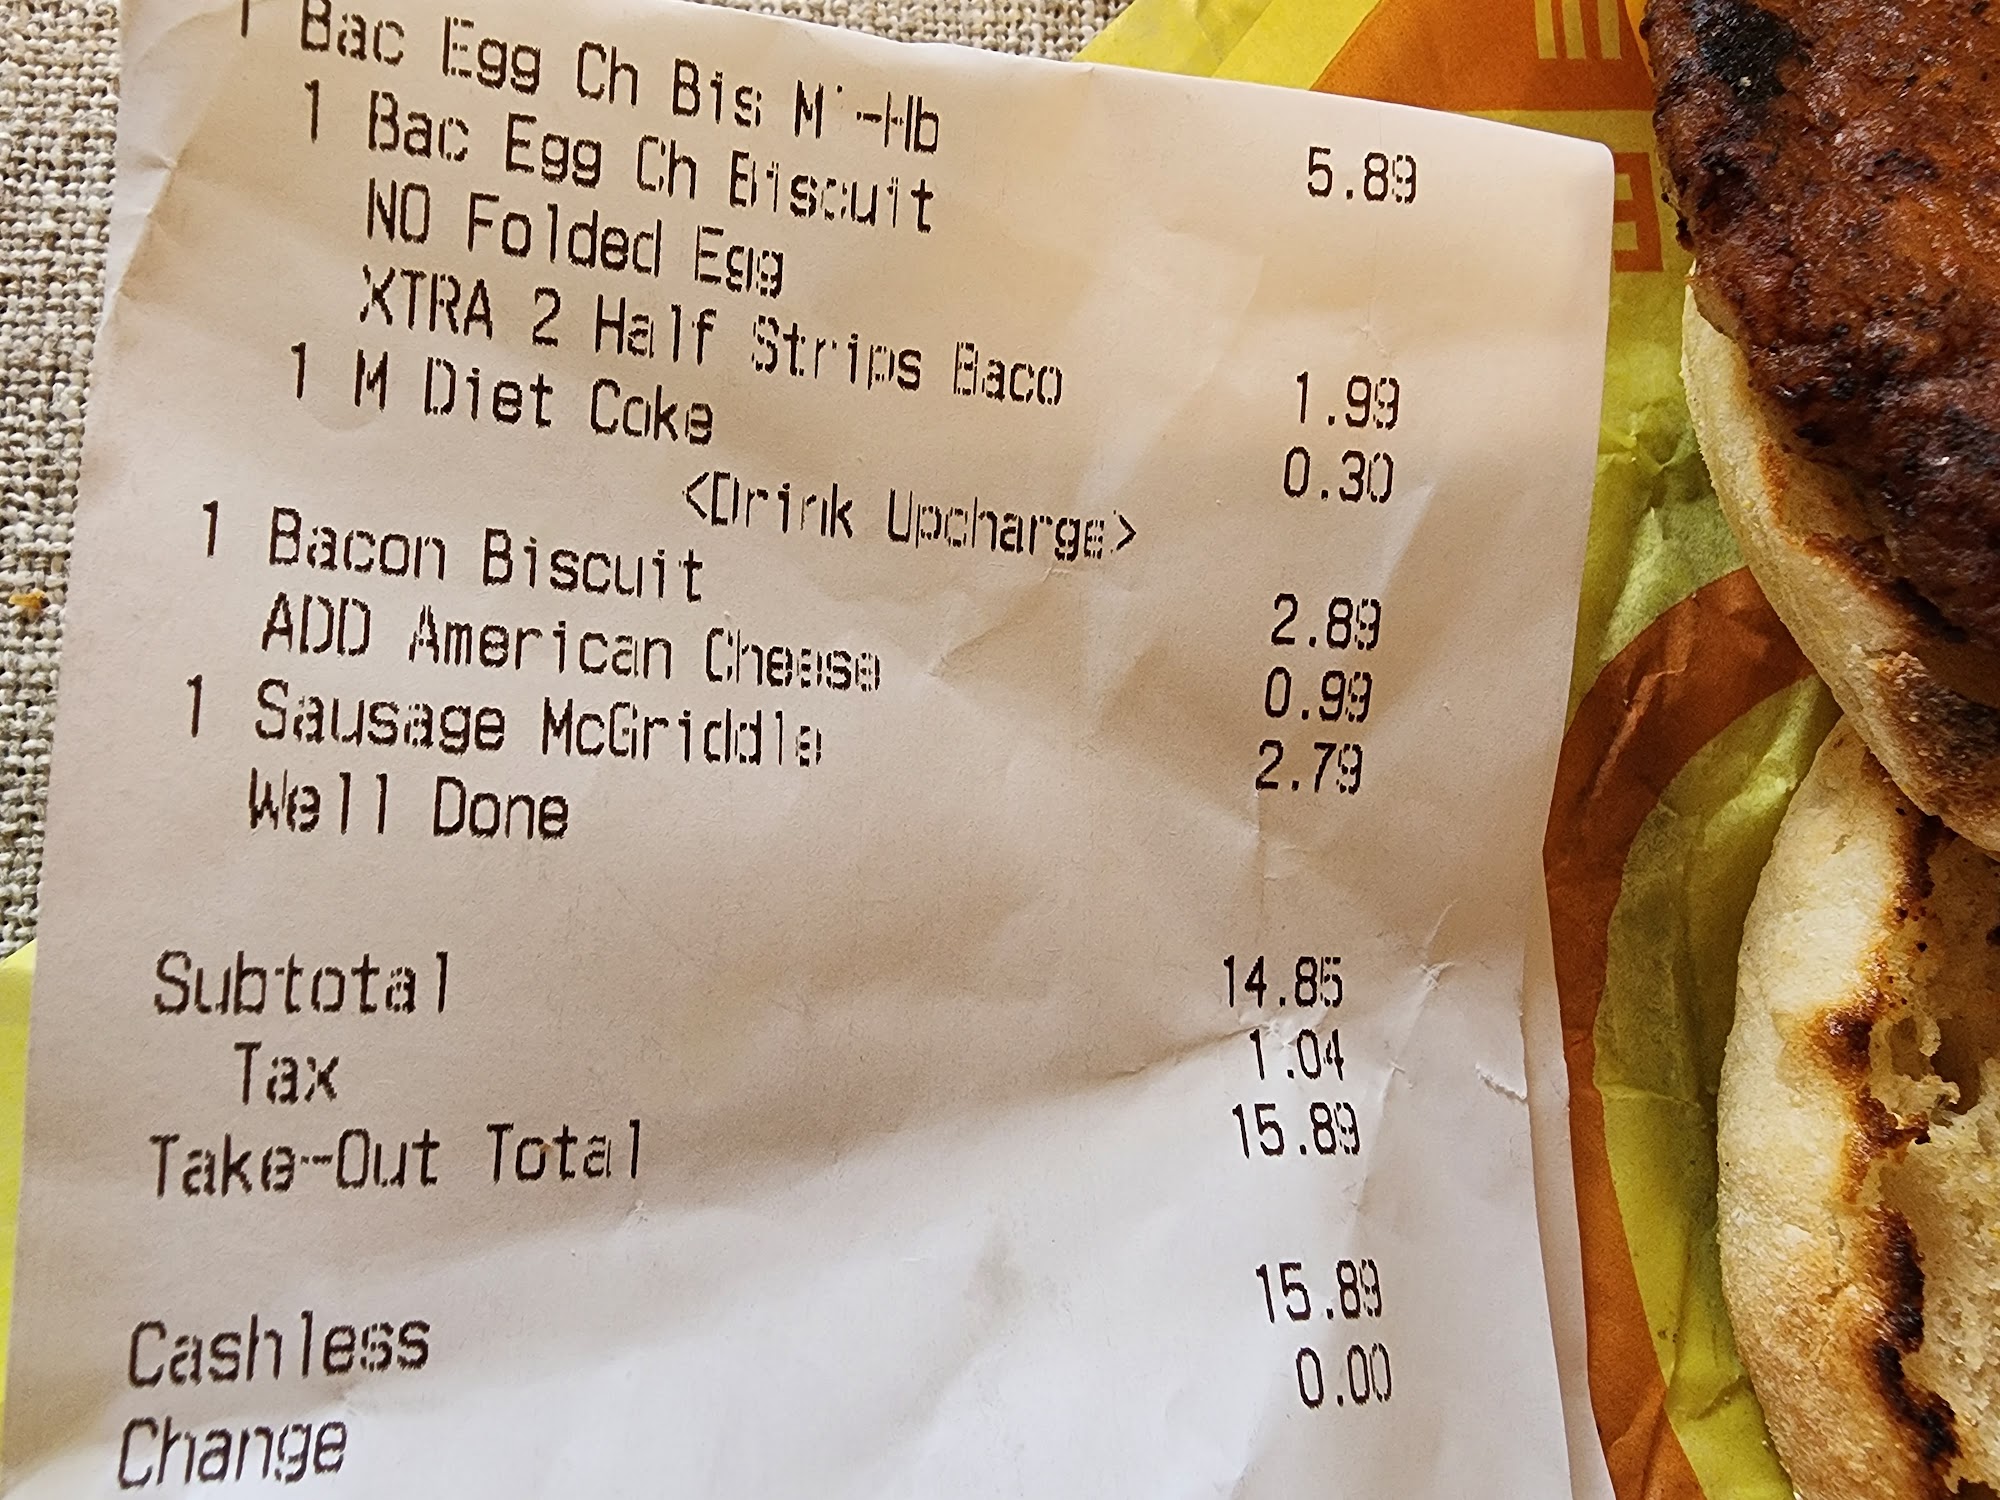 1 Bac Egg Ch Bis Ml-Hb 5.89
1 Bac Egg Ch Biscuit
NO Folded Egg
XTRA 2 Half Strips Baco 1.99
1 M Diet Coke 0.30
<Drink Upcharge>
1 Bacon Biscuit 2.89
ADD American Cheese 0.99
1 Sausage McGriddle 2.79
Well Done
Subtotal 14.85
Tax 1.04
Take-Out Total 15.89
Cashless 15.89
Change 0.00